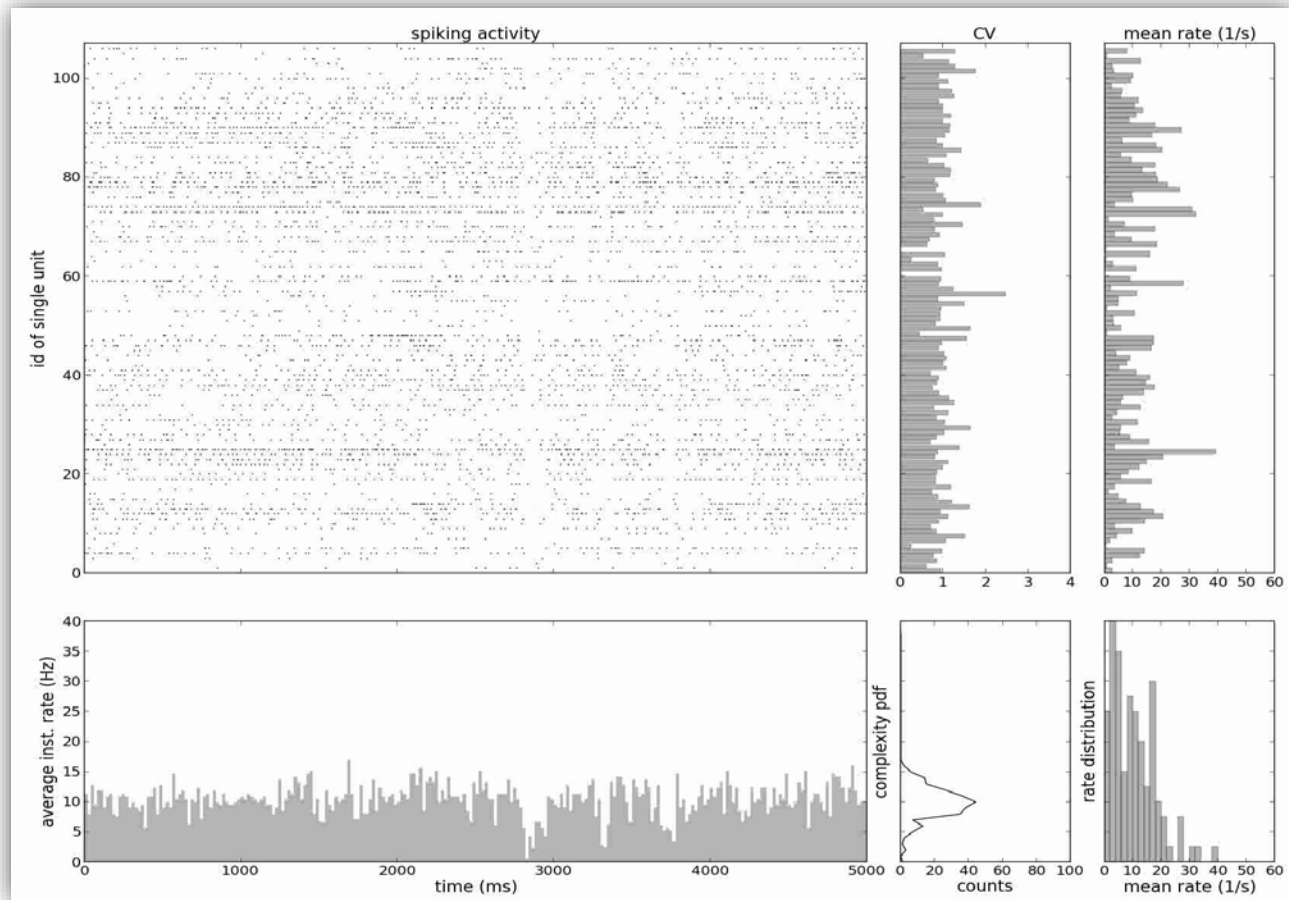 spiking activity
CV
mean rate (1/s)
id of single unit
100
80
60
40
20
0
0 1 2 3 4
0 10 20 30 40 50 60
average inst. rate (Hz)
40
35
30
25
20
15
10
5
0
0 1000 2000 3000 4000 5000
time (ms)
complexity pdf
0 20 40 60 80 100
counts
rate distribution
0 10 20 30 40 50 60
mean rate (1/s)